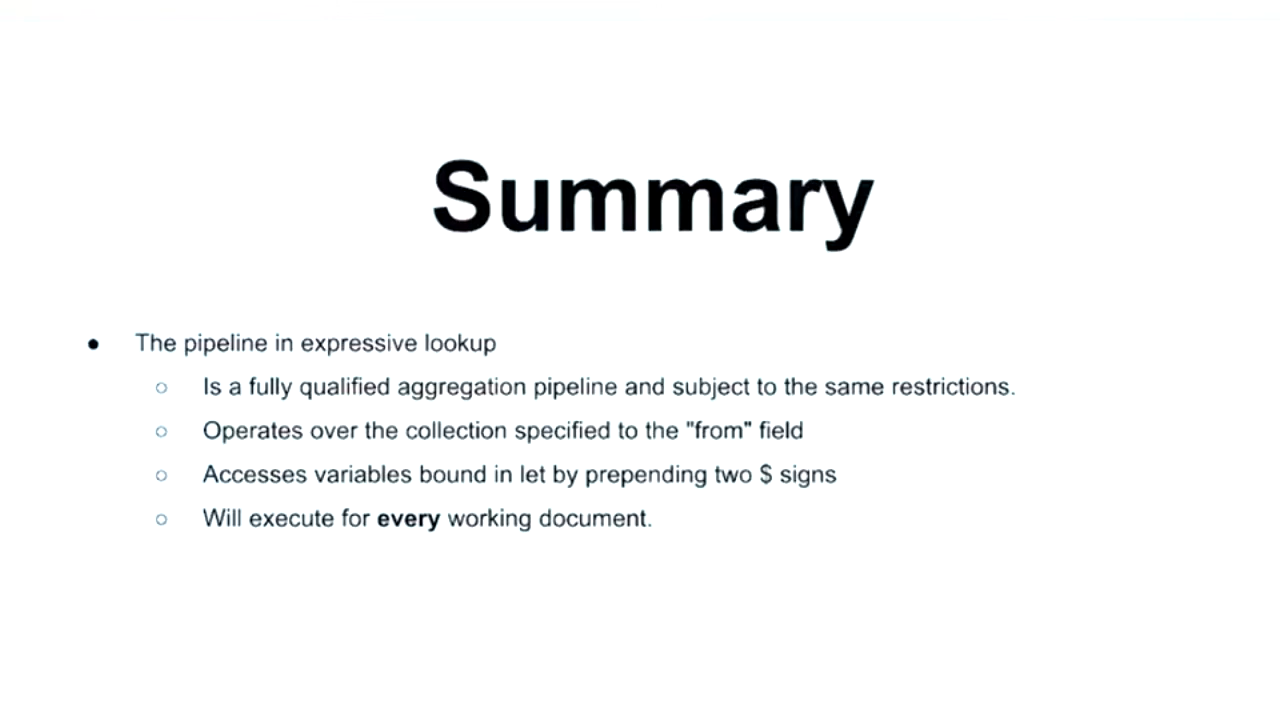 Summary
● The pipeline in expressive lookup
○ Is a fully qualified aggregation pipeline and subject to the same restrictions.
○ Operates over the collection specified to the "from" field
○ Accesses variables bound in let by prepending two $ signs
○ Will execute for every working document.